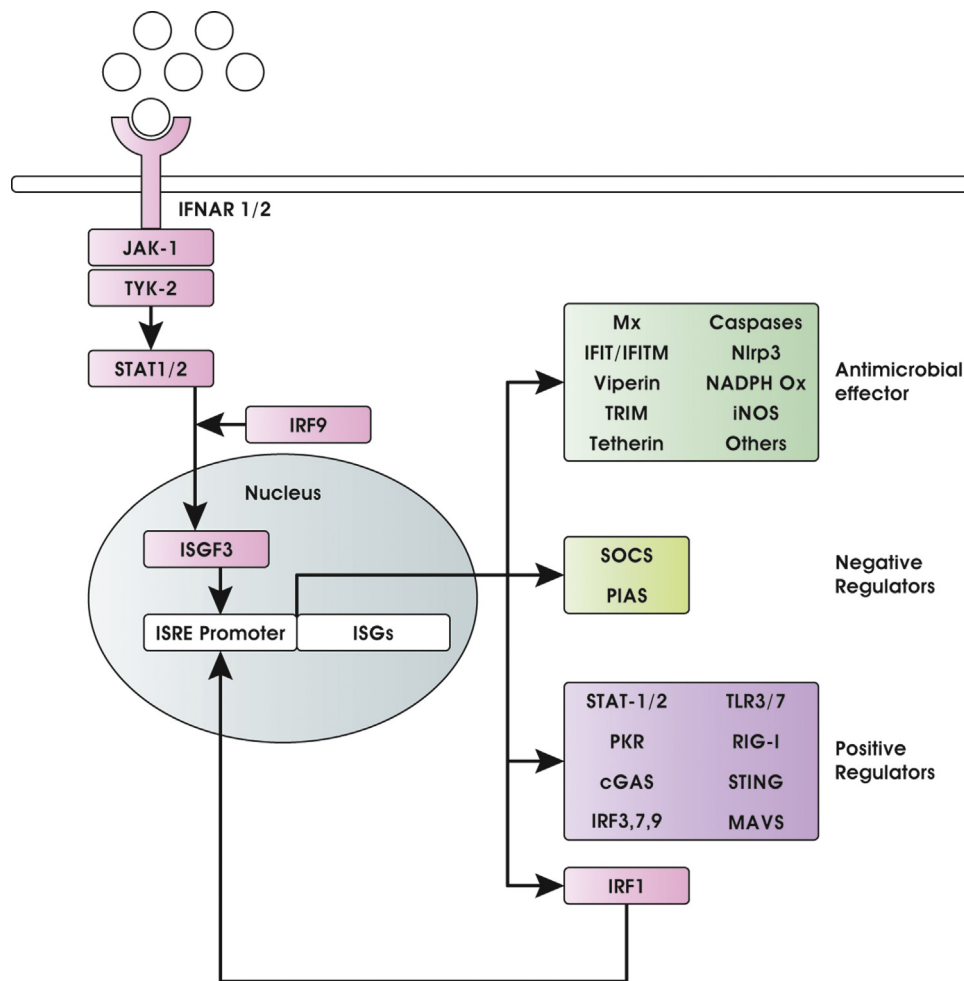 IFNAR 1/2
JAK-1
TYK-2
STAT1/2
IRF9
Nucleus
ISGF3
ISRE Promoter
ISGs
Mx
IFIT/IFITM
Viperin
TRIM
Tetherin
Caspases
Nlrp3
NADPH Ox
iNOS
Others
Antimicrobial
effector
SOCS
PIAS
Negative
Regulators
STAT-1/2
PKR
cGAS
IRF3,7,9
TLR3/7
RIG-I
STING
MAVS
Positive
Regulators
IRF1